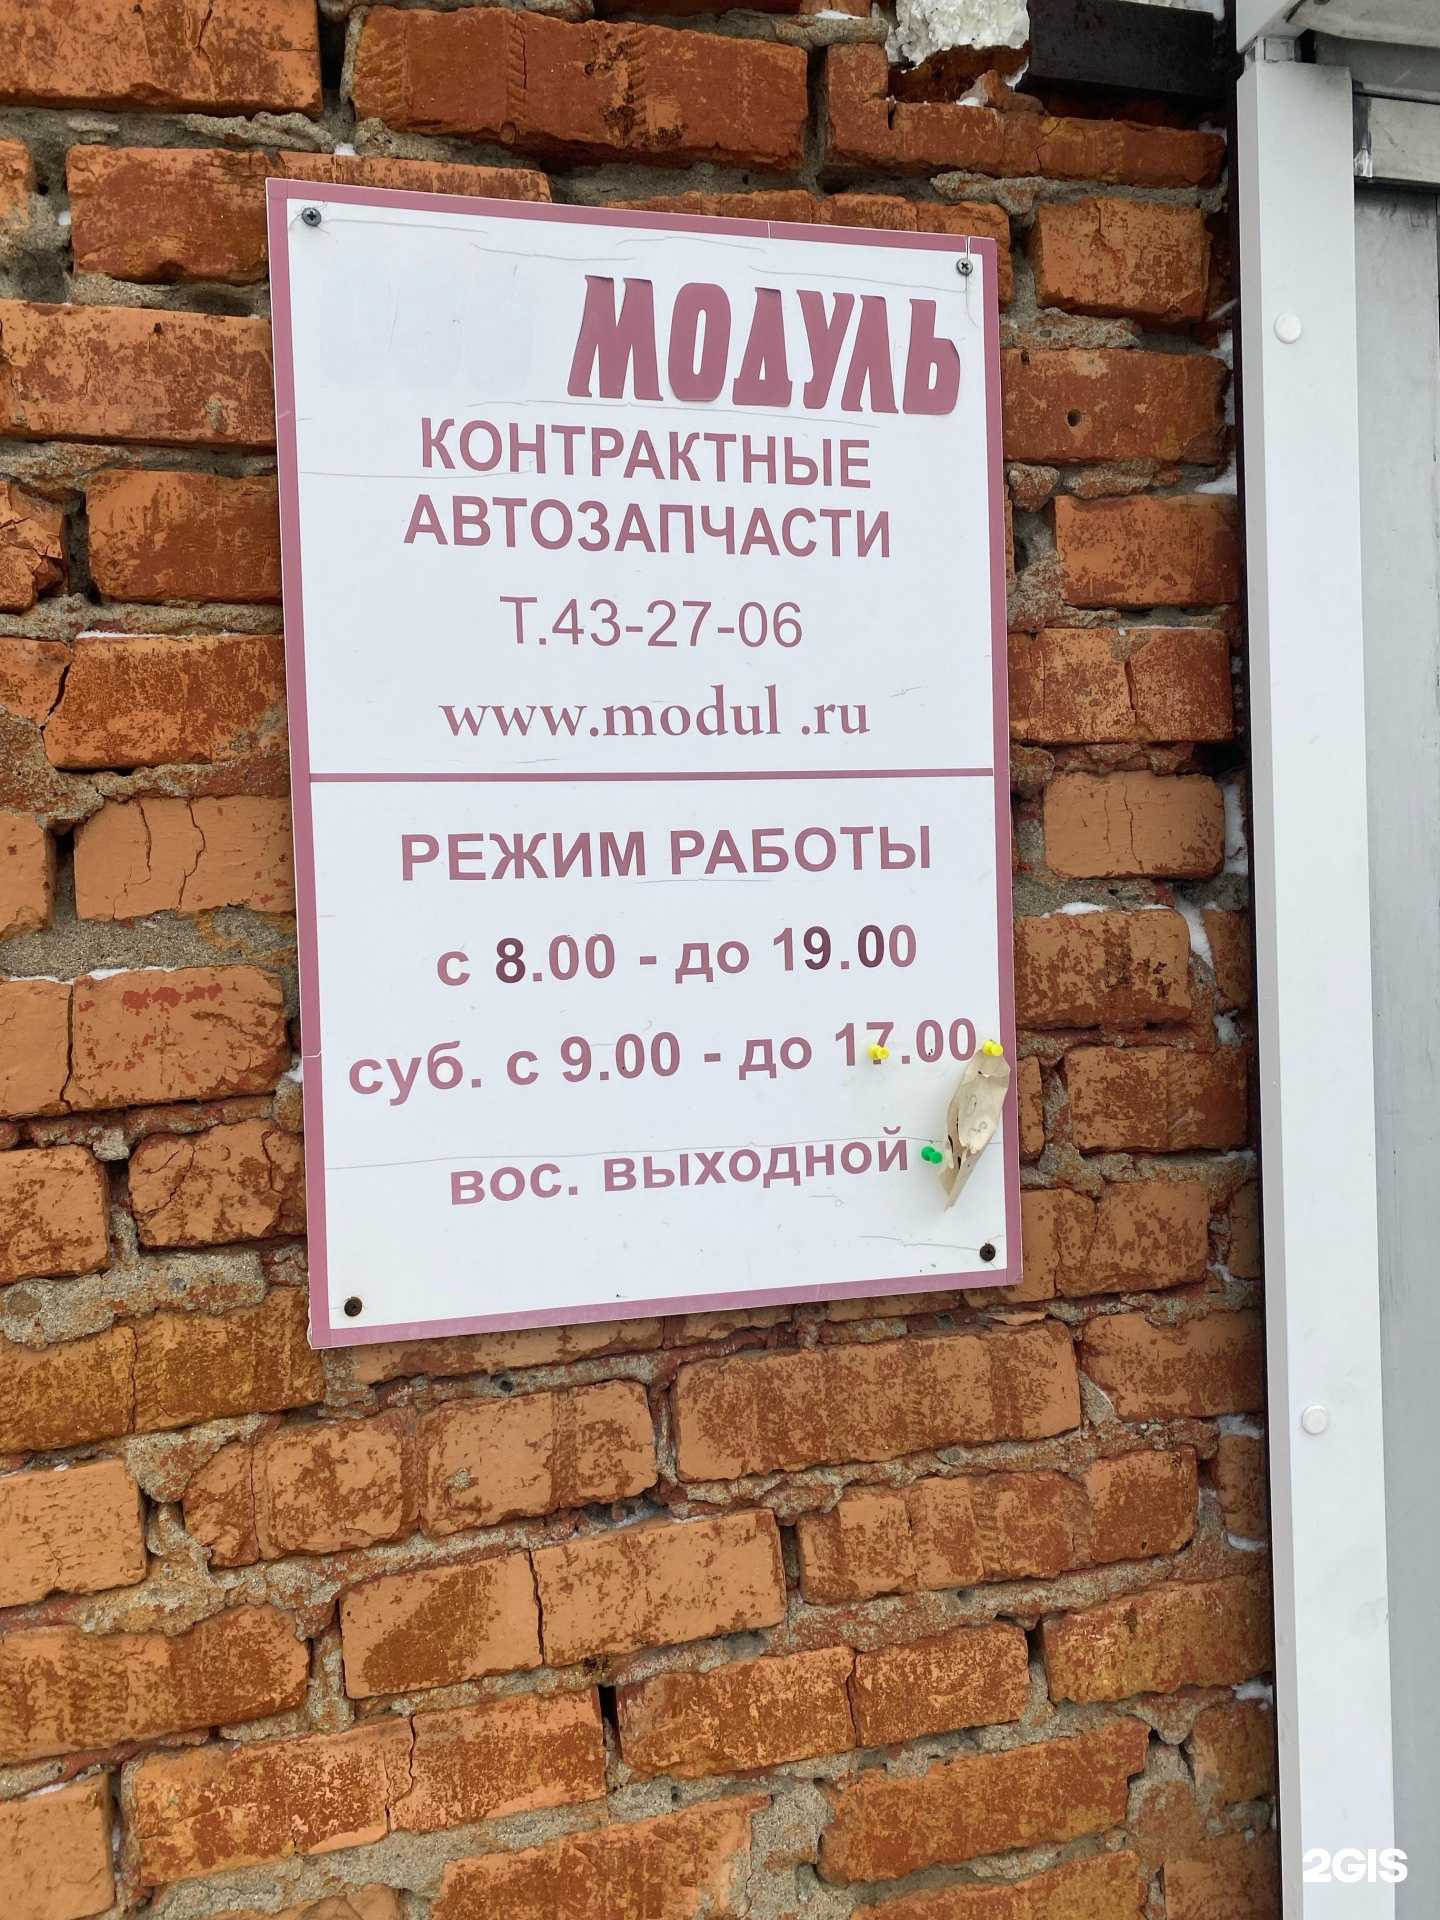 МОДУЛЬ
КОНТРАКТНЫЕ
АВТОЗАПЧАСТИ
Т.43-27-06
www.modul .ru
РЕЖИМ РАБОТЫ
с 8.00 - до 19.00
суб. с 9.00 - до 17.00
вос. выходной
2GIS